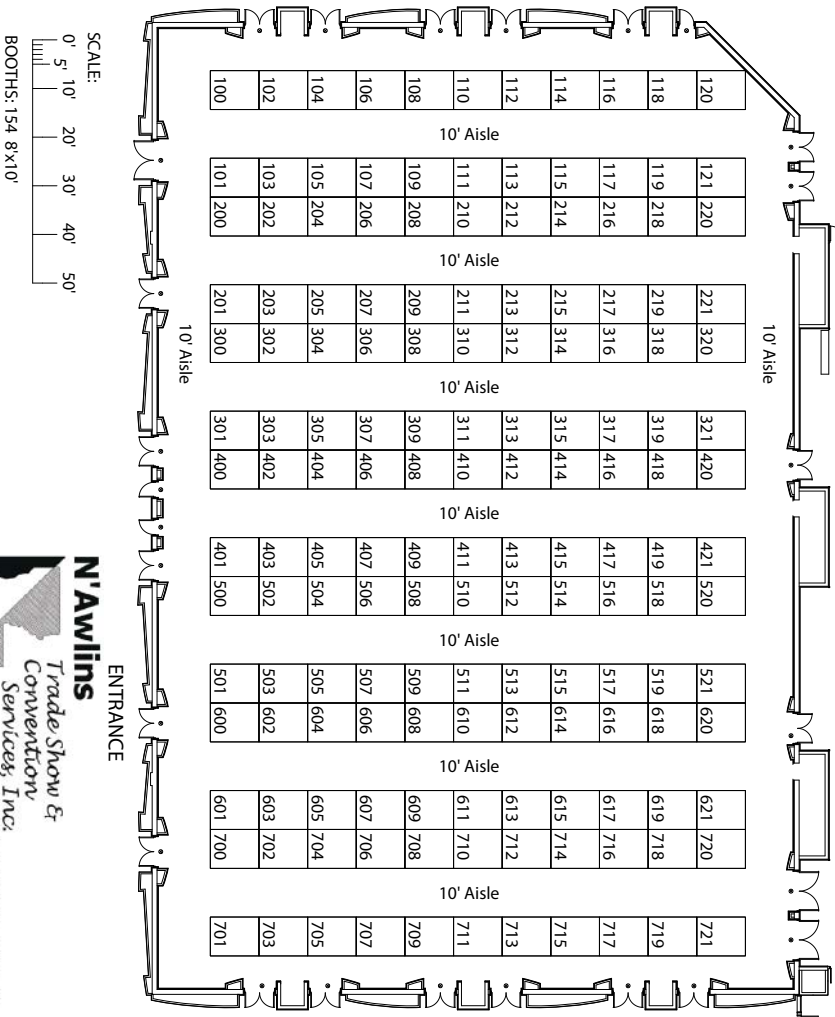 SCALE:
0' 5' 10' 20' 30' 40' 50'
BOOTHS: 154 8'x10'
100 102 104 106 108 110 112 114 116 118 120
10' Aisle
101 103 105 107 109 111 113 115 117 119 121
200 202 204 206 208 210 212 214 216 218 220
10' Aisle
201 203 205 207 209 211 213 215 217 219 221
300 302 304 306 308 310 312 314 316 318 320
10' Aisle
10' Aisle
10' Aisle
301 303 305 307 309 311 313 315 317 319 321
400 402 404 406 408 410 412 414 416 418 420
10' Aisle
401 403 405 407 409 411 413 415 417 419 421
500 502 504 506 508 510 512 514 516 518 520
10' Aisle
501 503 505 507 509 511 513 515 517 519 521
600 602 604 606 608 610 612 614 616 618 620
10' Aisle
601 603 605 607 609 611 613 615 617 619 621
700 702 704 706 708 710 712 714 716 718 720
10' Aisle
701 703 705 707 709 711 713 715 717 719 721
ENTRANCE
N'Awlins
Trade Show &
Convention
Services, Inc.